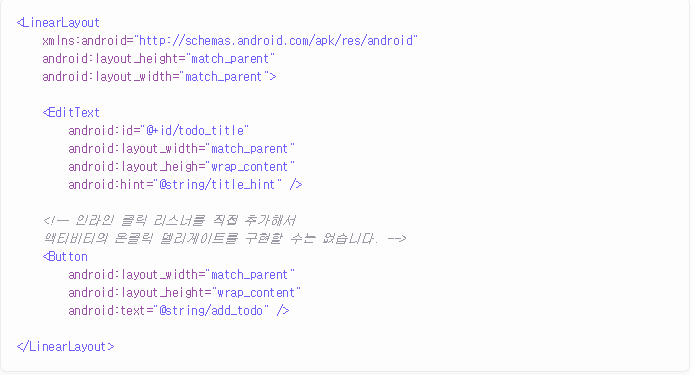 <LinearLayout
xmlns:android="http://schemas.android.com/apk/res/android"
android:layout_height="match_parent"
android:layout_width="match_parent">
<EditText
android:id="@+id/todo_title"
android:layout_width="match_parent"
android:layout_heigh="wrap_content"
android:hint="@string/title_hint" />
<!-- 인라인 클릭 리스너를 직접 추가해서
액티비티의 온클릭 델리게이트를 구현할 수는 없습니다. -->
<Button
android:layout_width="match_parent"
android:layout_height="wrap_content"
android:text="@string/add_todo" />
</LinearLayout>